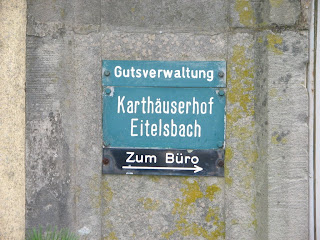 Gutsverwaltung
Karthäuserhof
Eitelsbach
Zum Büro